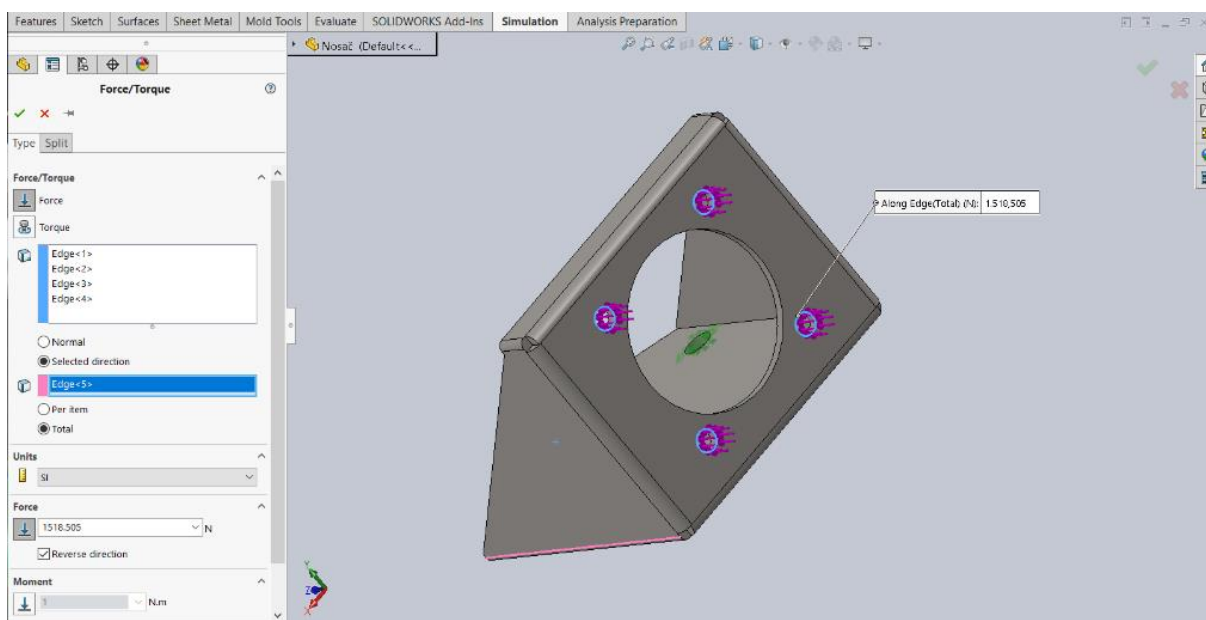 Features Sketch Surfaces Sheet Metal Mold Tools Evaluate SOLIDWORKS Add-Ins Simulation Analysis Preparation
Nosač (Default<<...
Force/Torque
Type Split
Force/Torque
Force
Torque
Edge<1>
Edge<2>
Edge<3>
Edge<4>
Normal
Selected direction
Edge<5>
Per item
Total
Units
SI
Force
1518.505 N
Reverse direction
Moment
1 N.m
Along Edge(Total) (N): 1.518,505
Y
Z
X